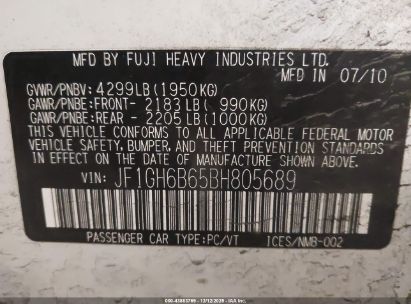 MFD BY FUJI HEAVY INDUSTRIES LTD.
MFD IN 07/10
GVWR/PNBV: 4299LB (1950KG)
GAWR/PNBE: FRONT- 2183LB ( 990KG)
GAWR/PNBE: REAR - 2205LB (1000KG)
THIS VEHICLE CONFORMS TO ALL APPLICABLE FEDERAL MOTOR
VEHICLE SAFETY, BUMPER, AND THEFT PREVENTION STANDARDS
IN EFFECT ON THE DATE OF MANUFACTURE SHOWN ABOVE.
VIN: JF1GH6B65BH805689
PASSENGER CAR TYPE:PC/VT ICES/NMB-002